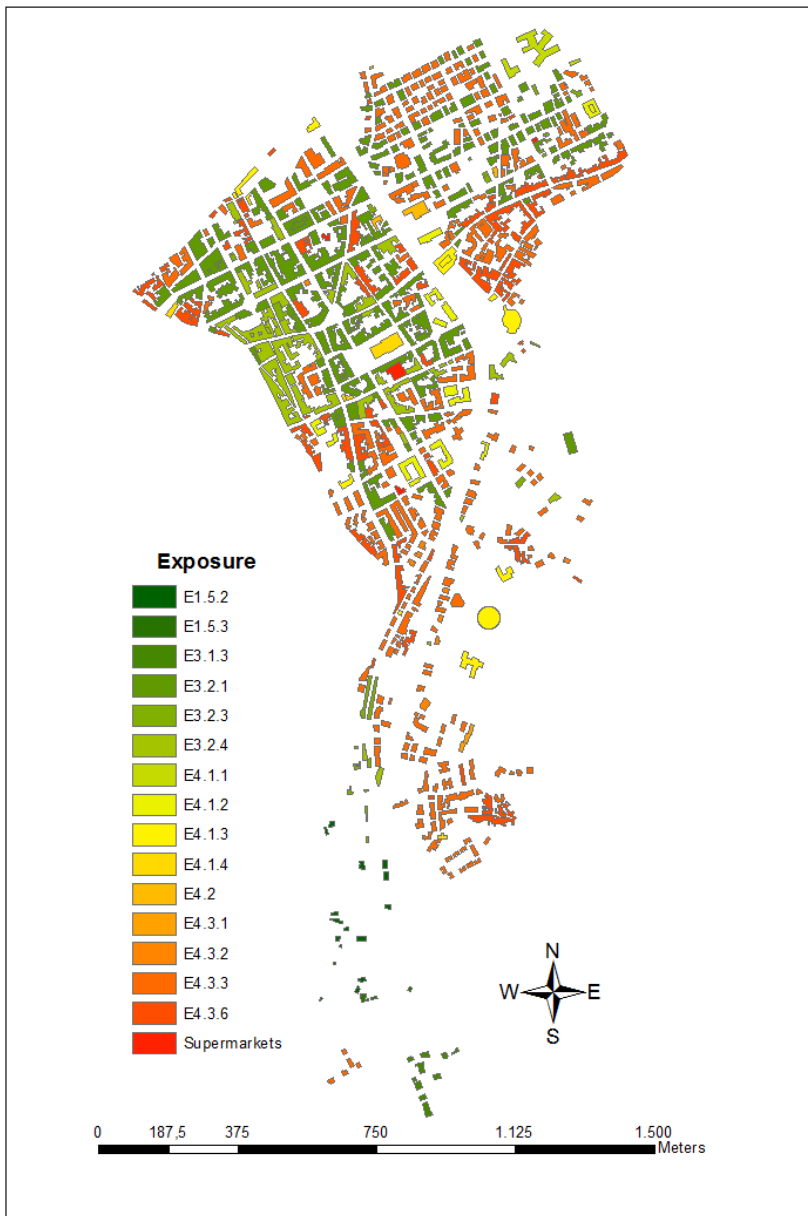 Exposure
E1.5.2
E1.5.3
E3.1.3
E3.2.1
E3.2.3
E3.2.4
E4.1.1
E4.1.2
E4.1.3
E4.1.4
E4.2
E4.3.1
E4.3.2
E4.3.3
E4.3.6
Supermarkets
N
W E
S
0 187,5 375 750 1.125 1.500
Meters